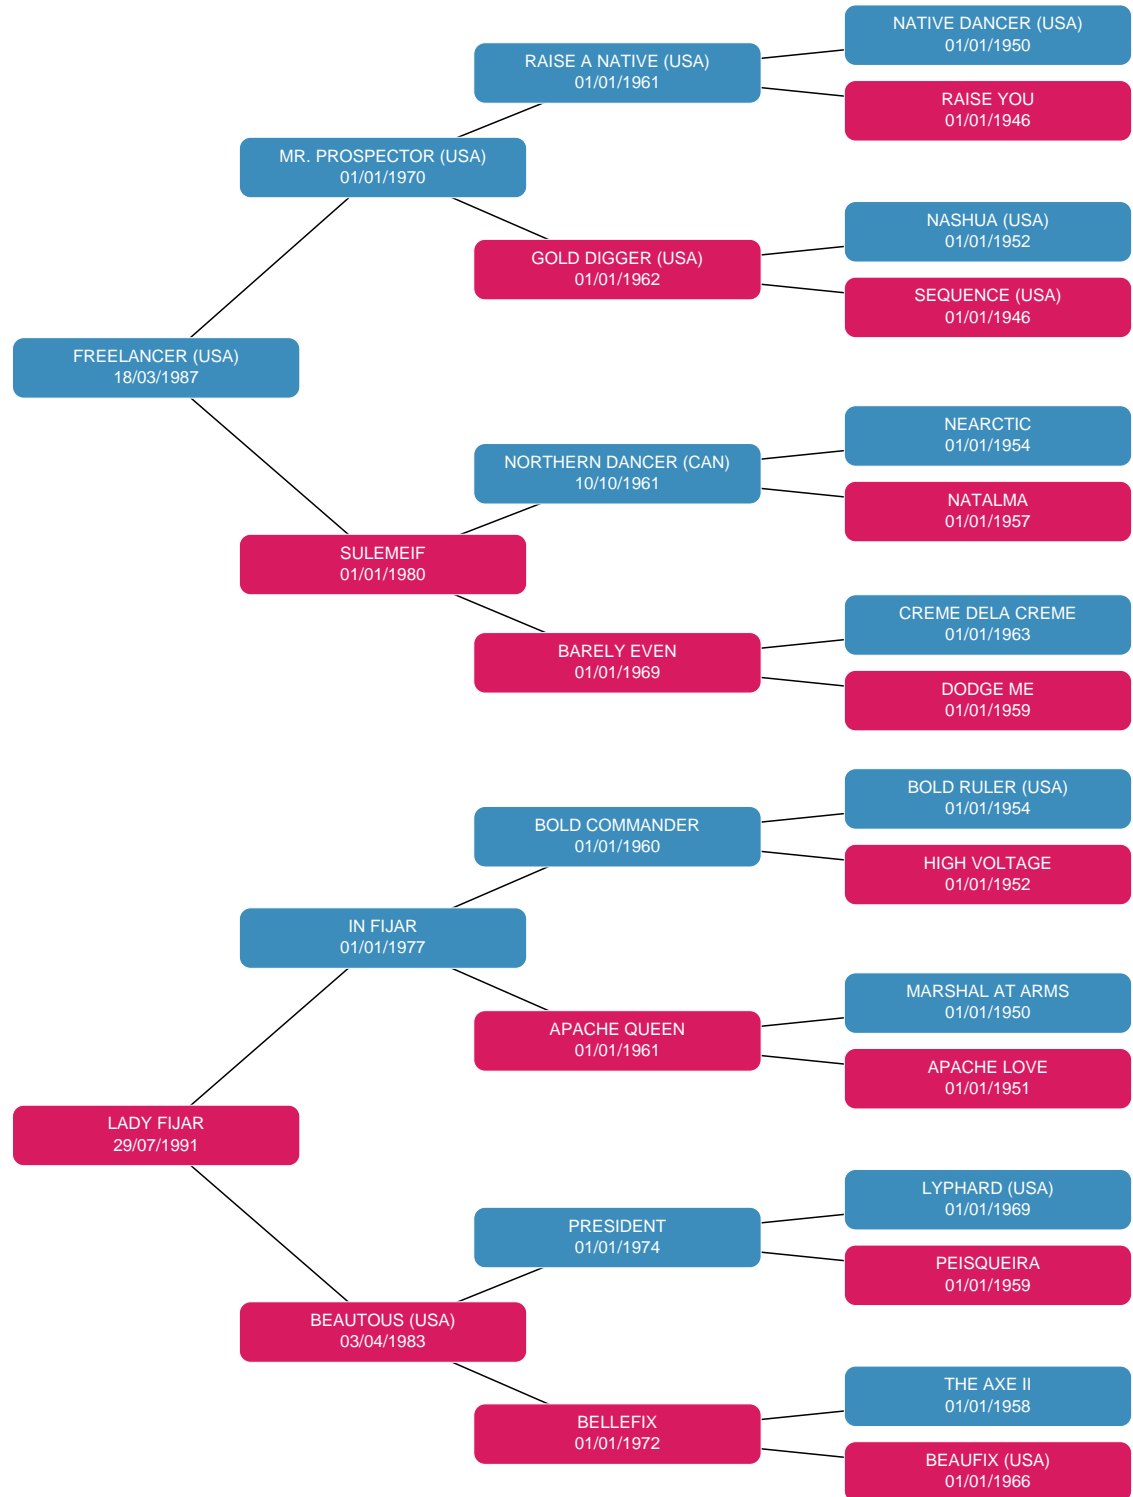 NATIVE DANCER (USA)
01/01/1950
RAISE A NATIVE (USA)
01/01/1961
RAISE YOU
01/01/1946
MR. PROSPECTOR (USA)
01/01/1970
NASHUA (USA)
01/01/1952
GOLD DIGGER (USA)
01/01/1962
SEQUENCE (USA)
01/01/1946
FREELANCER (USA)
18/03/1987
NEARCTIC
01/01/1954
NORTHERN DANCER (CAN)
10/10/1961
NATALMA
01/01/1957
SULEMEIF
01/01/1980
CREME DELA CREME
01/01/1963
BARELY EVEN
01/01/1969
DODGE ME
01/01/1959
BOLD RULER (USA)
01/01/1954
BOLD COMMANDER
01/01/1960
HIGH VOLTAGE
01/01/1952
IN FIJAR
01/01/1977
MARSHAL AT ARMS
01/01/1950
APACHE QUEEN
01/01/1961
APACHE LOVE
01/01/1951
LADY FIJAR
29/07/1991
LYPHARD (USA)
01/01/1969
PRESIDENT
01/01/1974
PEISQUEIRA
01/01/1959
BEAUTOUS (USA)
03/04/1983
THE AXE II
01/01/1958
BELLEFIX
01/01/1972
BEAUFIX (USA)
01/01/1966